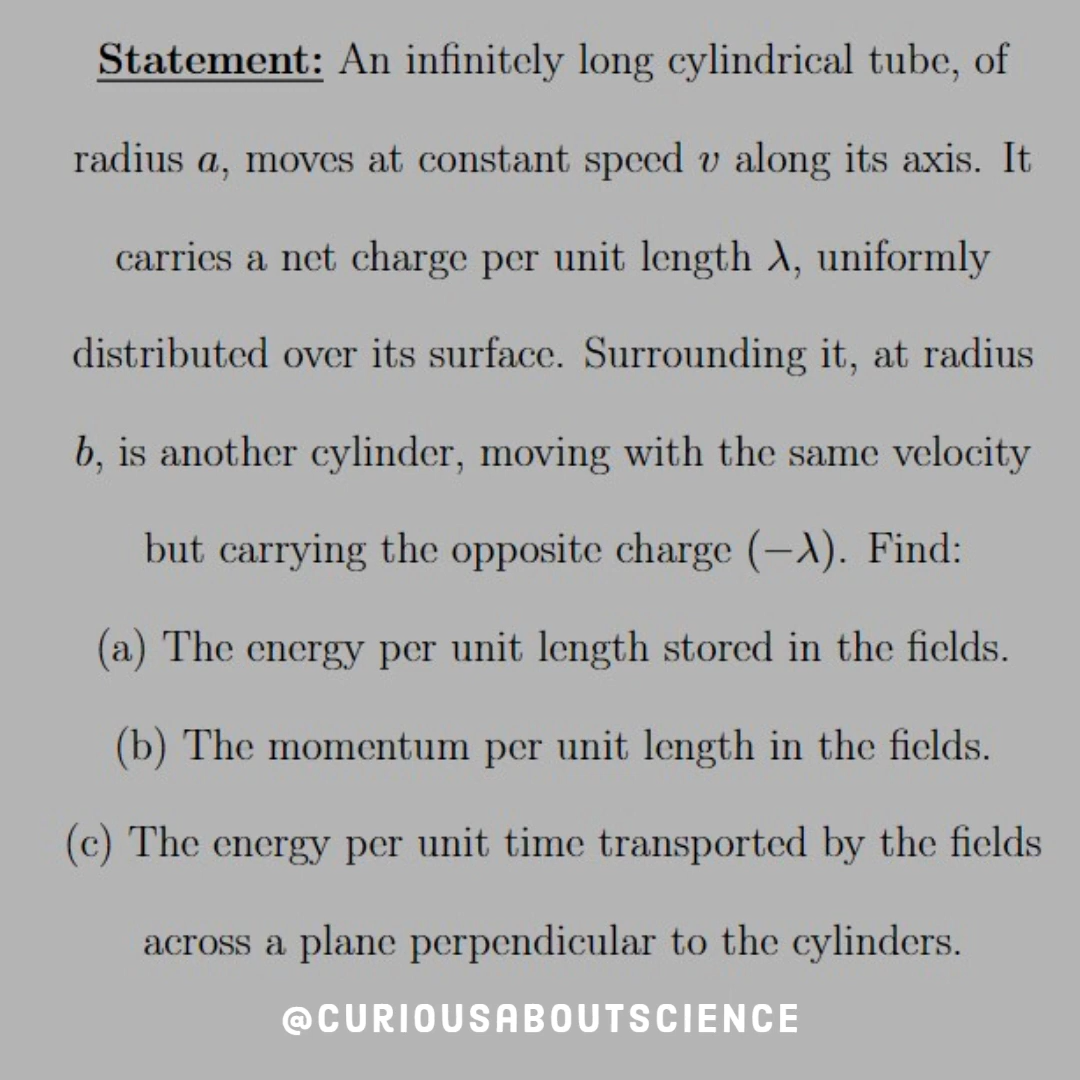 Statement: An infinitely long cylindrical tube, of
radius a, moves at constant speed v along its axis. It
carries a net charge per unit length λ, uniformly
distributed over its surface. Surrounding it, at radius
b, is another cylinder, moving with the same velocity
but carrying the opposite charge (−λ). Find:
(a) The energy per unit length stored in the fields.
(b) The momentum per unit length in the fields.
(c) The energy per unit time transported by the fields
across a plane perpendicular to the cylinders.
@CURIOUSABOUTSCIENCE